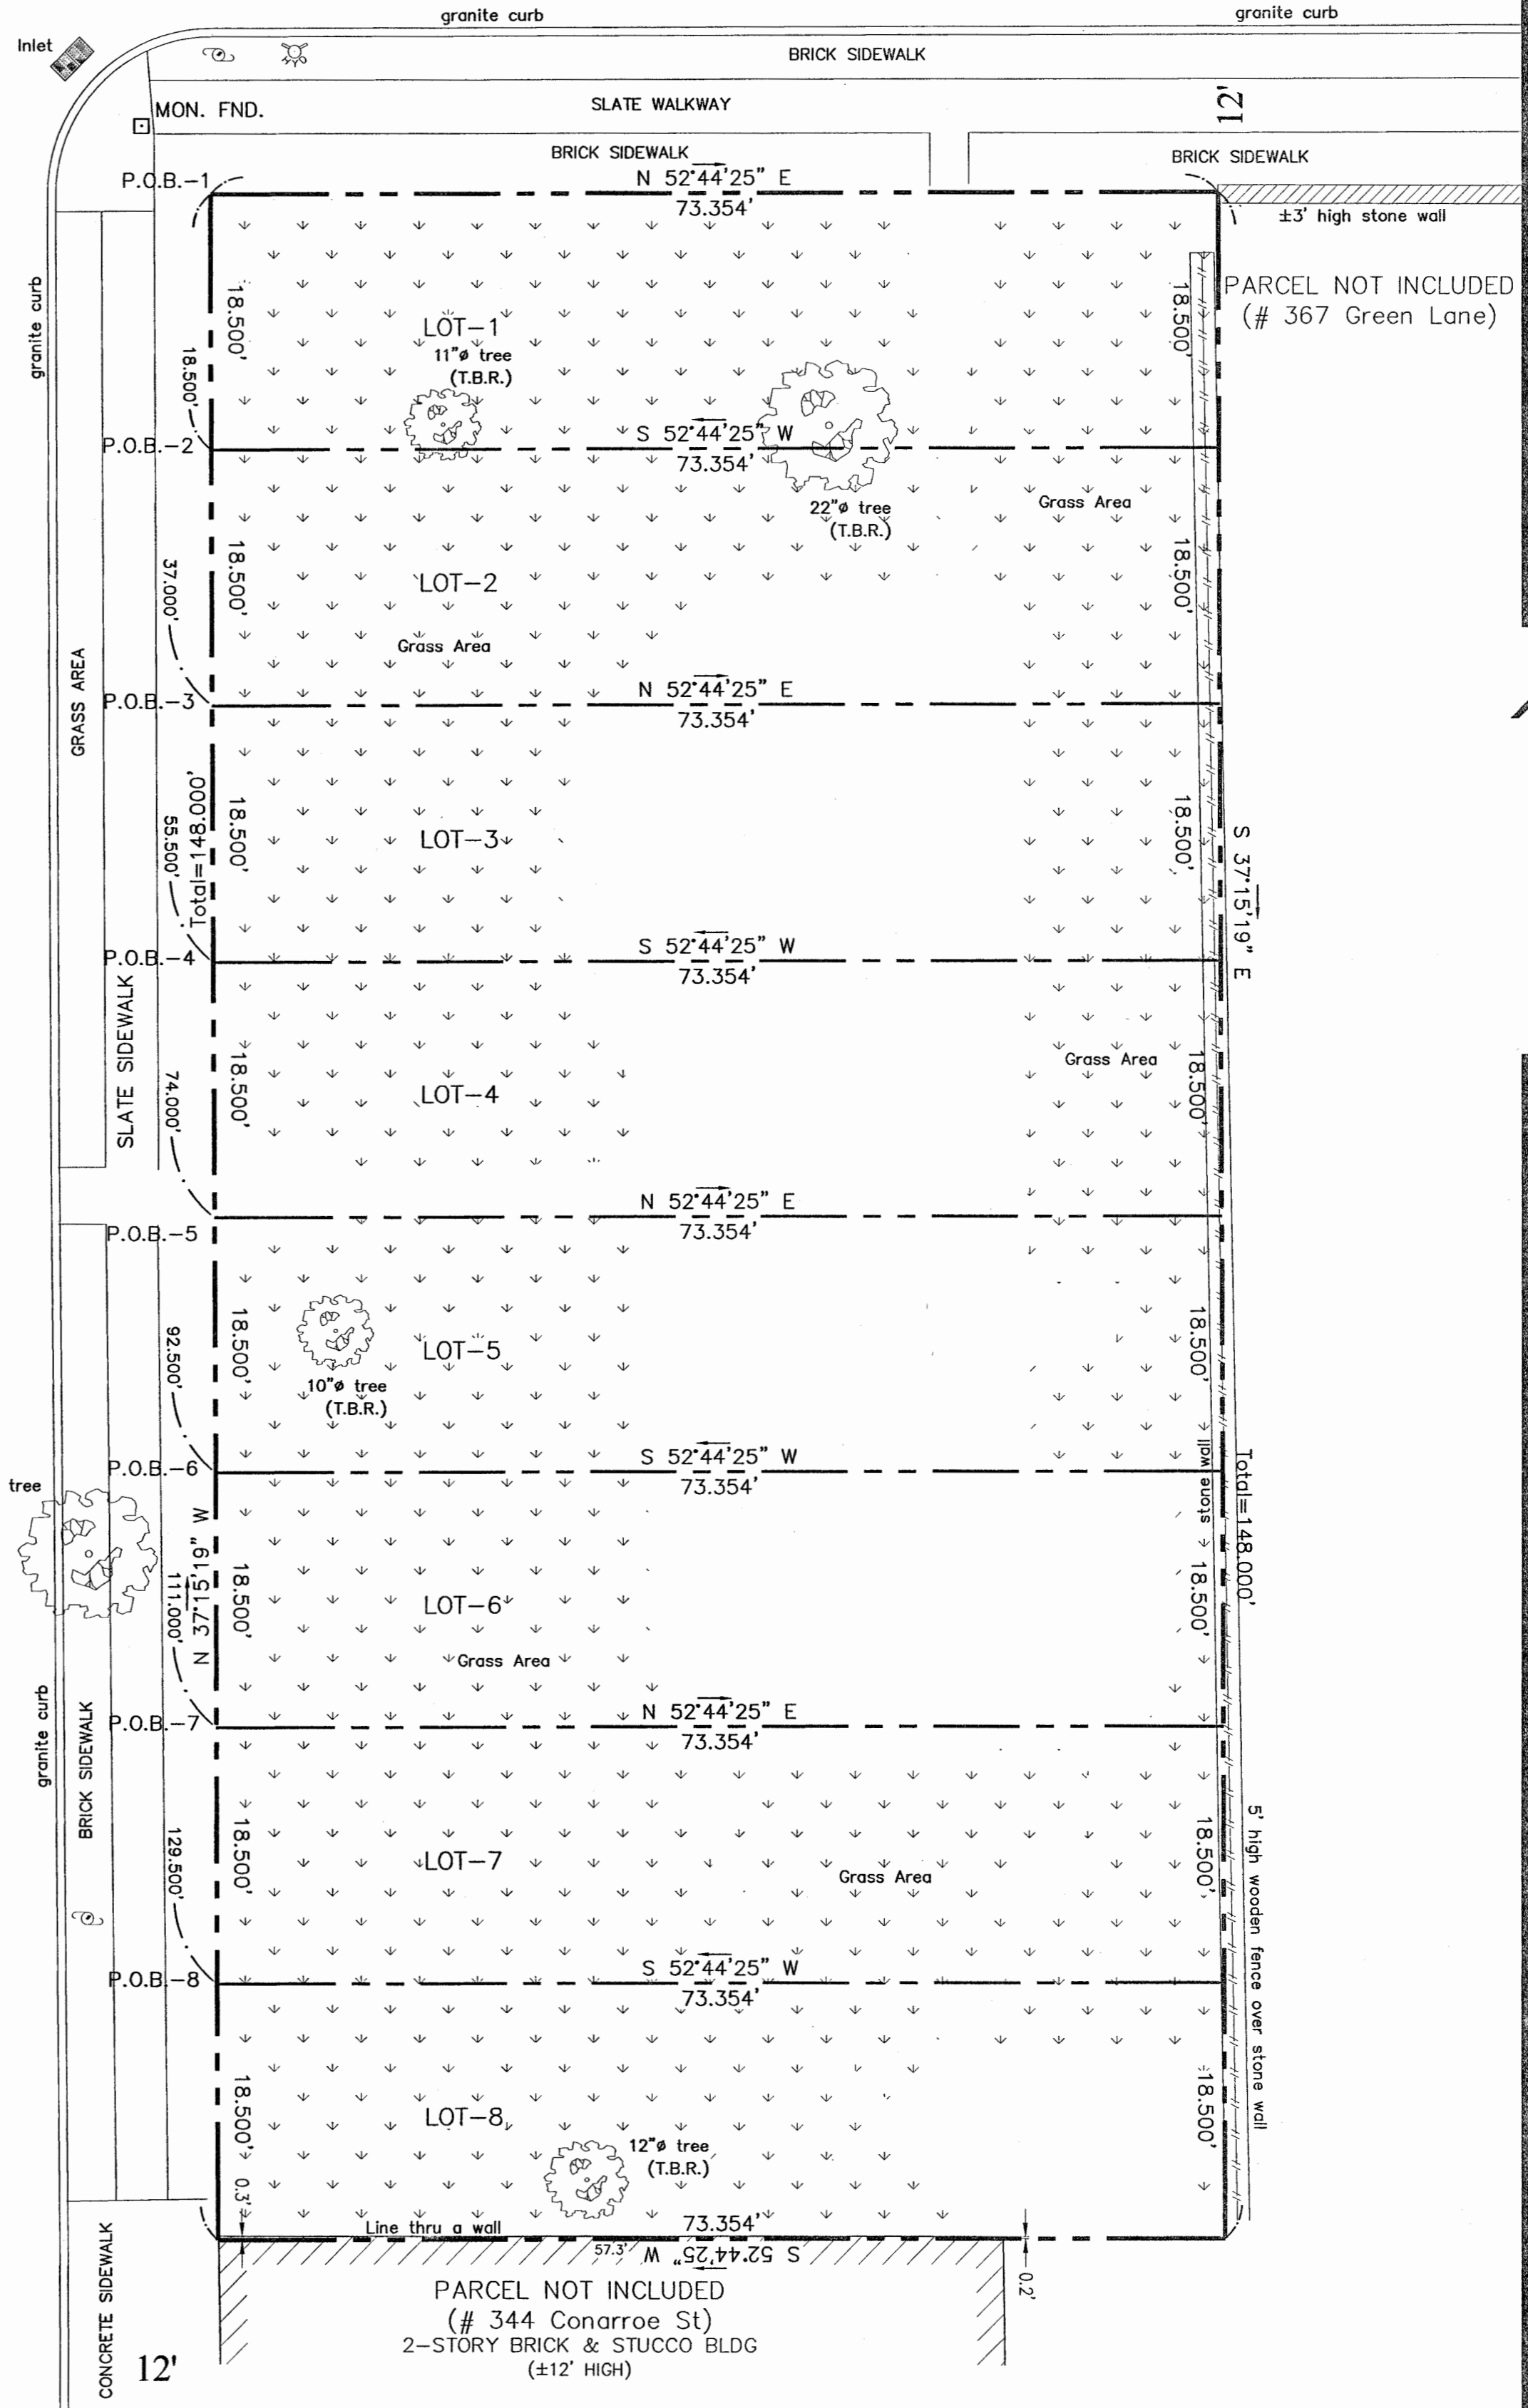 granite curb
granite curb
Inlet
BRICK SIDEWALK
MON. FND.
SLATE WALKWAY
12'
BRICK SIDEWALK
BRICK SIDEWALK
P.O.B.-1
N 52°44'25" E
73.354'
±3' high stone wall
granite curb
18.500'
18.500'
PARCEL NOT INCLUDED
(# 367 Green Lane)
LOT-1
11"ø tree
(T.B.R.)
18.500'
P.O.B.-2
S 52°44'25" W
73.354'
22"ø tree
(T.B.R.)
Grass Area
37.000'
18.500'
18.500'
LOT-2
Grass Area
GRASS AREA
P.O.B.-3
N 52°44'25" E
73.354'
55.500'
Total=148.000'
18.500'
LOT-3
18.500'
S 37°15'19" E
P.O.B.-4
S 52°44'25" W
73.354'
SLATE SIDEWALK
74.000'
18.500'
LOT-4
Grass Area
18.500'
N 52°44'25" E
P.O.B.-5
73.354'
92.500'
18.500'
LOT-5
18.500'
10"ø tree
(T.B.R.)
P.O.B.-6
S 52°44'25" W
73.354'
stone wall
Total=148.000'
tree
N 37°15'19" W
111.000'
18.500'
LOT-6
18.500'
Grass Area
granite curb
BRICK SIDEWALK
P.O.B.-7
N 52°44'25" E
73.354'
129.500'
18.500'
LOT-7
Grass Area
18.500'
5' high wooden fence over stone wall
P.O.B.-8
S 52°44'25" W
73.354'
18.500'
LOT-8
18.500'
12"ø tree
(T.B.R.)
0.3'
Line thru a wall
73.354'
57.3'
S 52°44'25" W
0.2'
CONCRETE SIDEWALK
12'
PARCEL NOT INCLUDED
(# 344 Conarroe St)
2-STORY BRICK & STUCCO BLDG
(±12' HIGH)